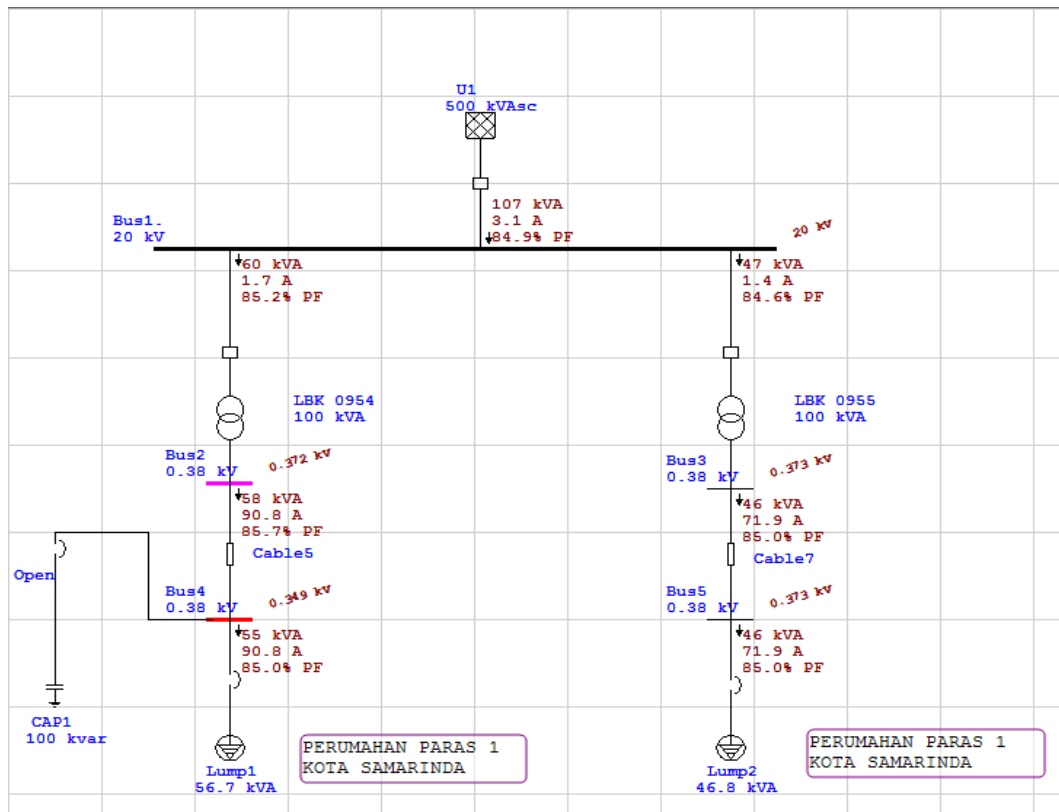 U1
500 kVAsc
107 kVA
3.1 A
84.9% PF
Bus1.
20 kV
20 kV
60 kVA
1.7 A
85.2% PF
47 kVA
1.4 A
84.6% PF
LBK 0954
100 kVA
LBK 0955
100 kVA
Bus2
0.38 kV
0.372 kV
Bus3
0.38 kV
0.373 kV
58 kVA
90.8 A
85.7% PF
46 kVA
71.9 A
85.0% PF
Cable5
Cable7
Open
Bus4
0.38 kV
0.349 kV
Bus5
0.38 kV
0.373 kV
55 kVA
90.8 A
85.0% PF
46 kVA
71.9 A
85.0% PF
CAP1
100 kvar
PERUMAHAN PARAS 1
KOTA SAMARINDA
PERUMAHAN PARAS 1
KOTA SAMARINDA
Lump1
56.7 kVA
Lump2
46.8 kVA